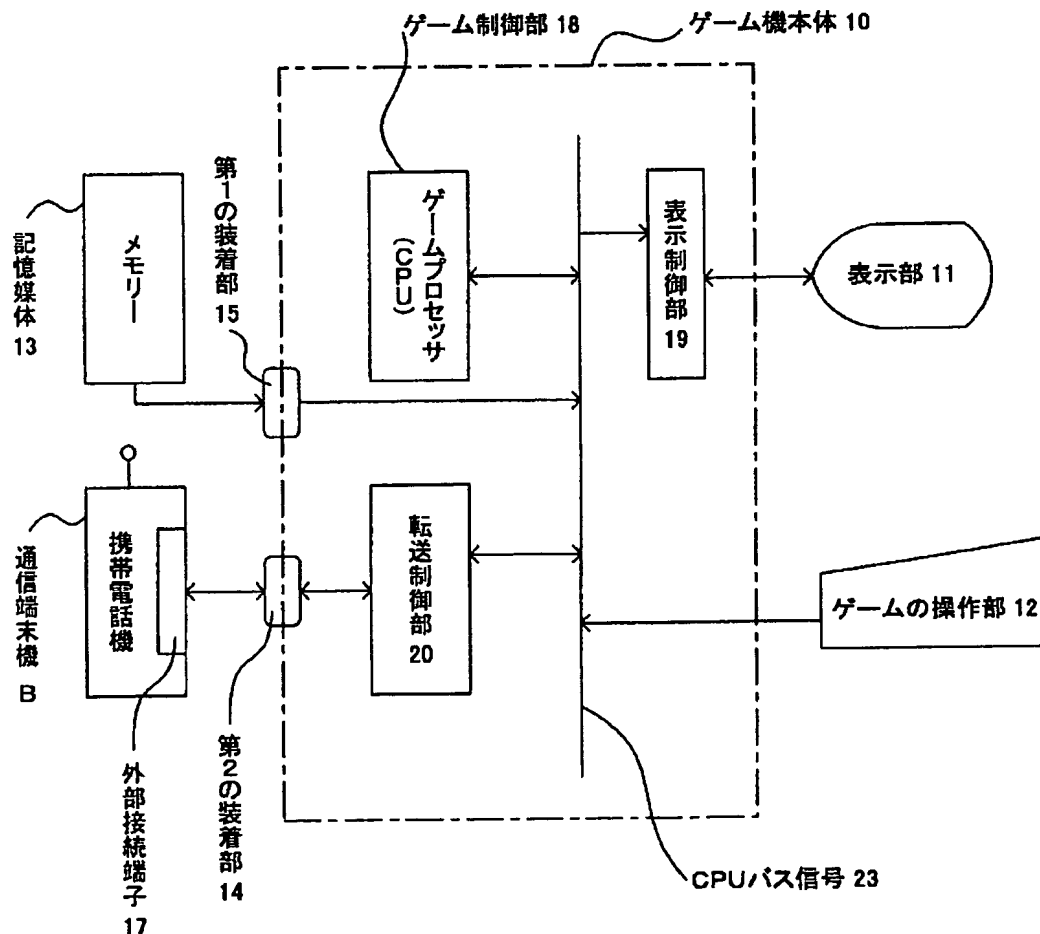 ゲーム制御部 18
ゲーム機本体 10
記憶媒体 13
メモリー
第1の装着部 15
ゲームプロセッサ
(CPU)
表示制御部 19
表示部 11
通信端末機 B
携帯電話機
転送制御部 20
ゲームの操作部 12
外部接続端子 17
第2の装着部 14
CPUバス信号 23